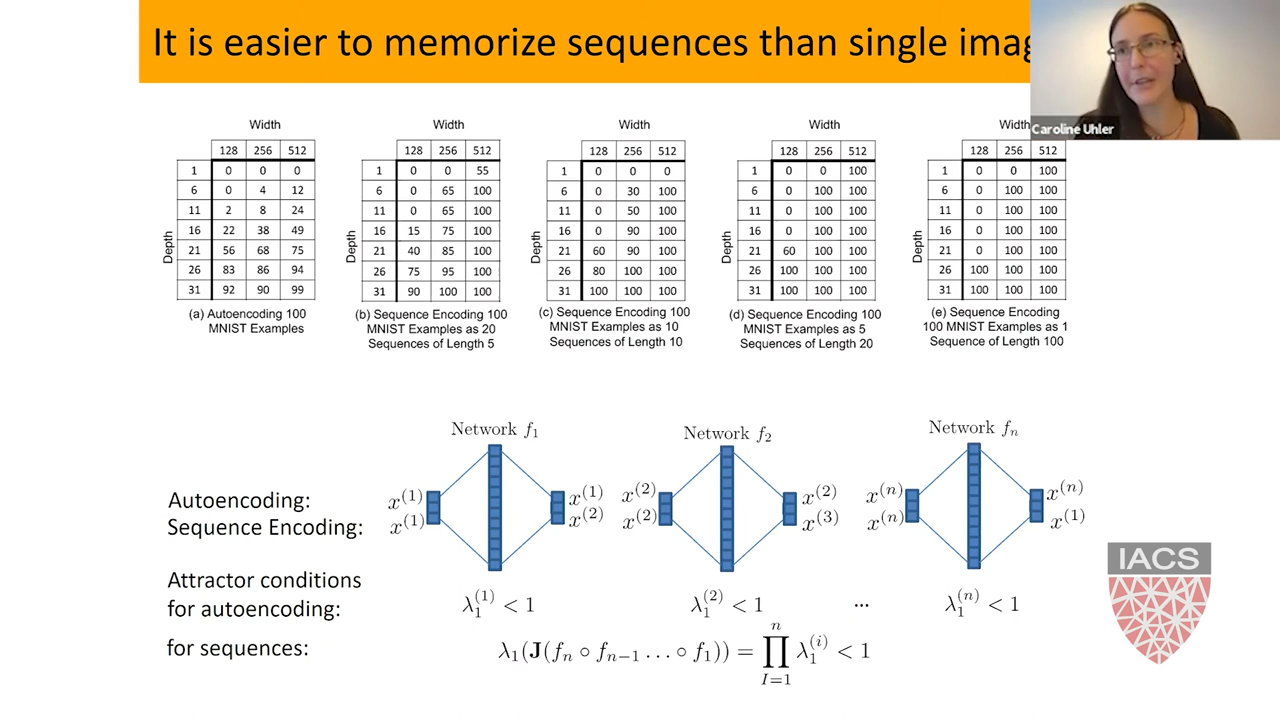 It is easier to memorize sequences than single
Caroline Uhler
Width
128 256 512
1 0 0 0
6 0 4 12
11 2 8 24
16 22 38 49
21 56 68 75
26 83 86 94
31 92 90 99
Depth
(a) Autoencoding 100
MNIST Examples
Width
128 256 512
1 0 0 55
6 0 65 100
11 0 65 100
16 15 75 100
21 40 85 100
26 75 95 100
31 90 100 100
Depth
(b) Sequence Encoding 100
MNIST Examples as 20
Sequences of Length 5
Width
128 256 512
1 0 0 0
6 0 30 100
11 0 50 100
16 0 90 100
21 60 90 100
26 80 100 100
31 100 100 100
Depth
(c) Sequence Encoding 100
MNIST Examples as 10
Sequences of Length 10
Width
128 256 512
1 0 0 100
6 0 100 100
11 0 100 100
16 0 100 100
21 60 100 100
26 100 100 100
31 100 100 100
Depth
(d) Sequence Encoding 100
MNIST Examples as 5
Sequences of Length 20
Width
128 256 512
1 0 0 100
6 0 100 100
11 0 100 100
16 0 100 100
21 0 100 100
26 100 100 100
31 100 100 100
Depth
(e) Sequence Encoding
100 MNIST Examples as 1
Sequence of Length 100
Network f₁ Network f₂ Network fₙ
Autoencoding: x⁽¹⁾ x⁽¹⁾ x⁽²⁾ x⁽²⁾ x⁽ⁿ⁾ x⁽ⁿ⁾
Sequence Encoding: x⁽¹⁾ x⁽²⁾ x⁽²⁾ x⁽³⁾ x⁽ⁿ⁾ x⁽¹⁾
Attractor conditions
for autoencoding: λ₁⁽¹⁾ < 1 λ₁⁽²⁾ < 1 ... λ₁⁽ⁿ⁾ < 1
for sequences: λ₁(J(fₙ ∘ fₙ₋₁ … ∘ f₁)) = ∏_{I=1}^{n} λ₁⁽ⁱ⁾ < 1
IACS